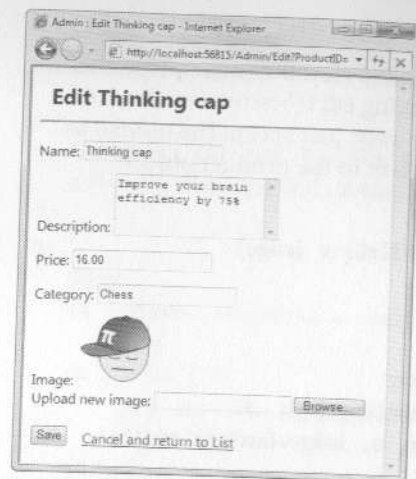 Admin : Edit Thinking cap - Internet Explorer
http://localhost:56815/Admin/Edit?ProductID=
Edit Thinking cap
Name: Thinking cap
Improve your brain
efficiency by 75%
Description:
Price: 16.00
Category: Chess
π
Image:
Upload new image: Browse...
Save Cancel and return to List